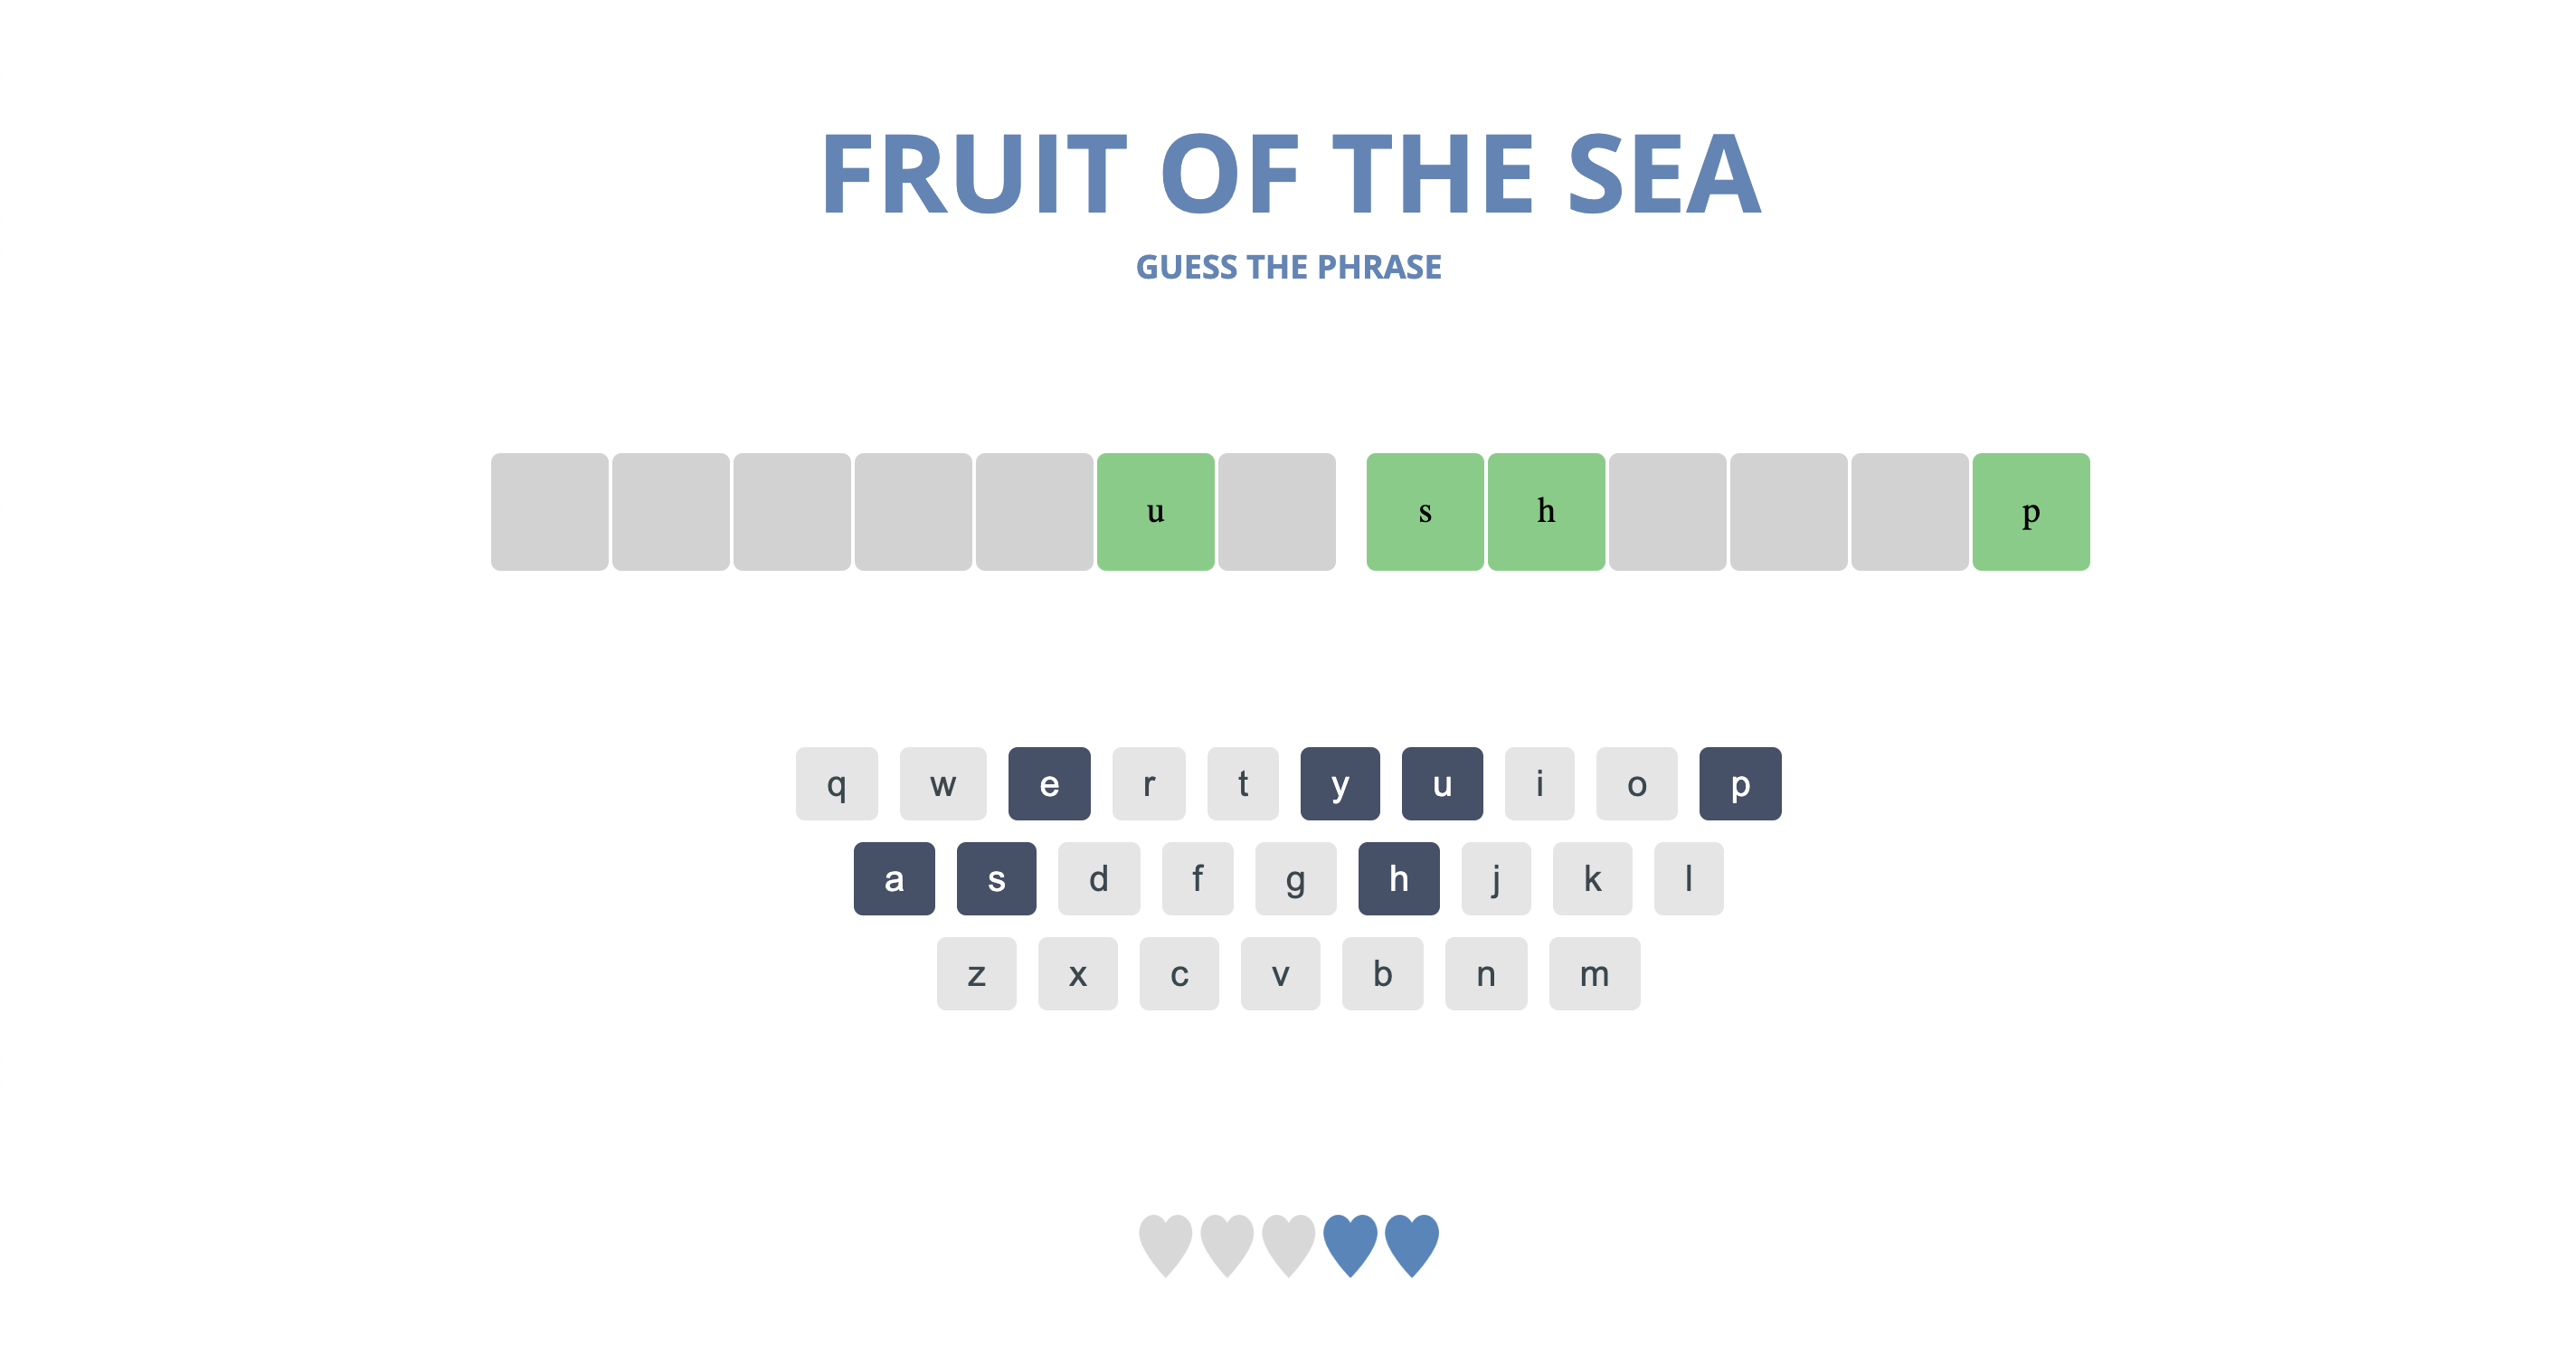 FRUIT OF THE SEA
GUESS THE PHRASE
u s h p
q w e r t y u i o p
a s d f g h j k l
z x c v b n m